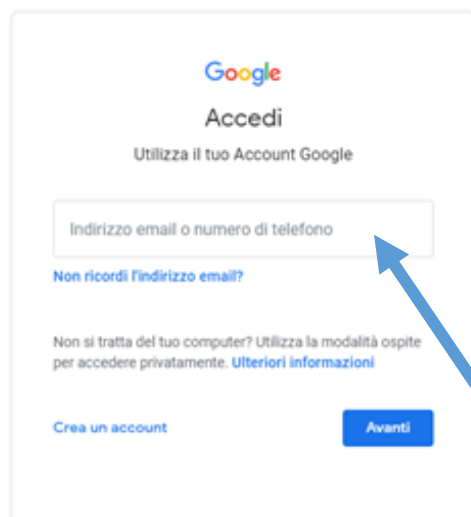 Google
Accedi
Utilizza il tuo Account Google
Indirizzo email o numero di telefono
Non ricordi l'indirizzo email?
Non si tratta del tuo computer? Utilizza la modalità ospite
per accedere privatamente. Ulteriori informazioni
Crea un account
Avanti